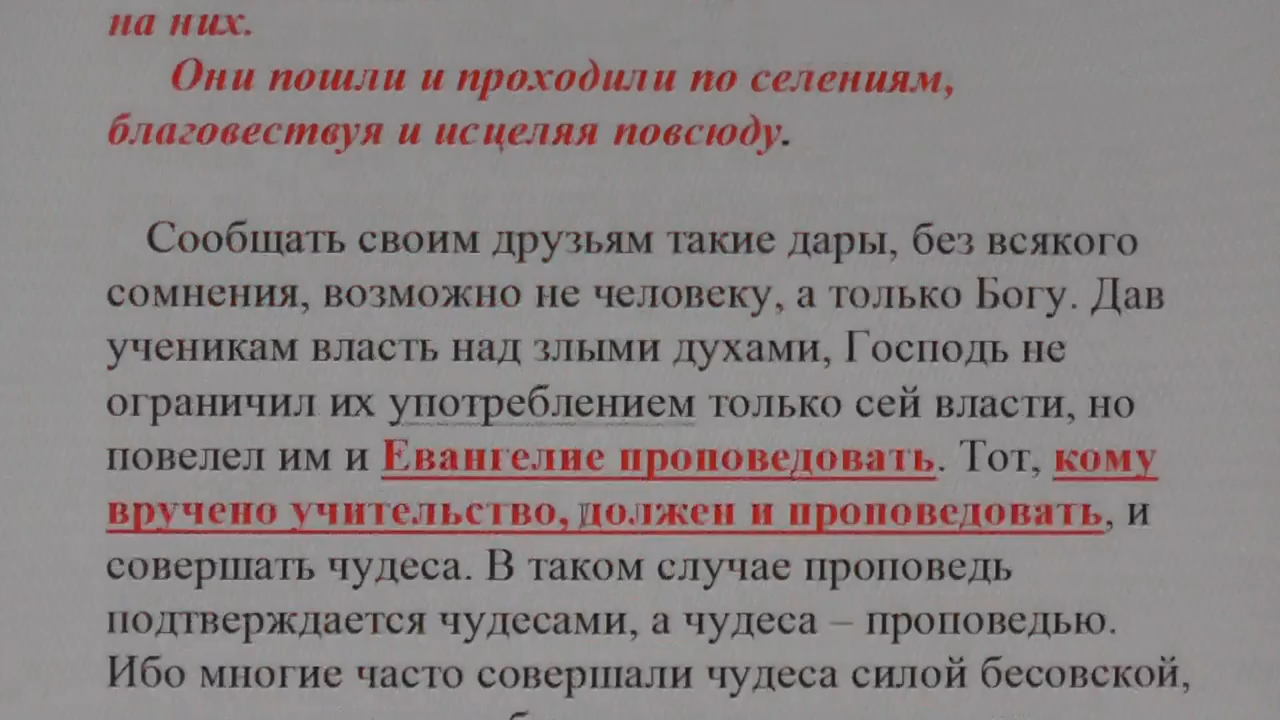 на них.
Они пошли и проходили по селениям,
благовествуя и исцеляя повсюду.
Сообщать своим друзьям такие дары, без всякого
сомнения, возможно не человеку, а только Богу. Дав
ученикам власть над злыми духами, Господь не
ограничил их употреблением только сей власти, но
повелел им и Евангелие проповедовать. Тот, кому
вручено учительство, должен и проповедовать, и
совершать чудеса. В таком случае проповедь
подтверждается чудесами, а чудеса – проповедью.
Ибо многие часто совершали чудеса силой бесовской,